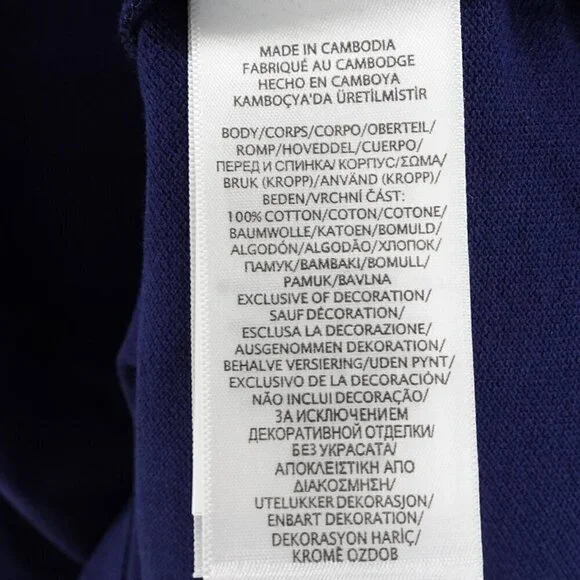 MADE IN CAMBODIA
FABRIQUÉ AU CAMBODGE
HECHO EN CAMBOYA
KAMBOÇYA'DA ÜRETİLMİSTİR
BODY/CORPS/CORPO/OBERTEIL/
ROMP/HOVEDDEL/CUERPO/
ПЕРЕД И СПИНКА/ КОРПУС/ΣΩΜΑ/
BRUK (KROPP)/ANVÄND (KROPP)/
BEDEN/VRCHNÍ ČÁST:
100% COTTON/COTON/COTONE/
BAUMWOLLE/KATOEN/BOMULD/
ALGODÓN/ALGODÃO/ХЛОПОК/
ПАМУК/ΒΑΜΒΑΚΙ/BOMULL/
PAMUK/BAVLNA
EXCLUSIVE OF DECORATION/
SAUF DÉCORATION/
ESCLUSA LA DECORAZIONE/
AUSGENOMMEN DEKORATION/
BEHALVE VERSIERING/UDEN PYNT/
EXCLUSIVO DE LA DECORACIÓN/
NÃO INCLUI DECORAÇÃO/
ЗА ИСКЛЮЧЕНИЕМ
ДЕКОРАТИВНОЙ ОТДЕЛКИ/
БЕЗ УКРАСАТА/
ΑΠΟΚΛΕΙΣΤΙΚΗ ΑΠΟ
ΔΙΑΚΟΣΜΗΣΗ/
UTELUKKER DEKORASJON/
ENBART DEKORATION/
DEKORASYON HARİÇ/
KROMĚ OZDOB